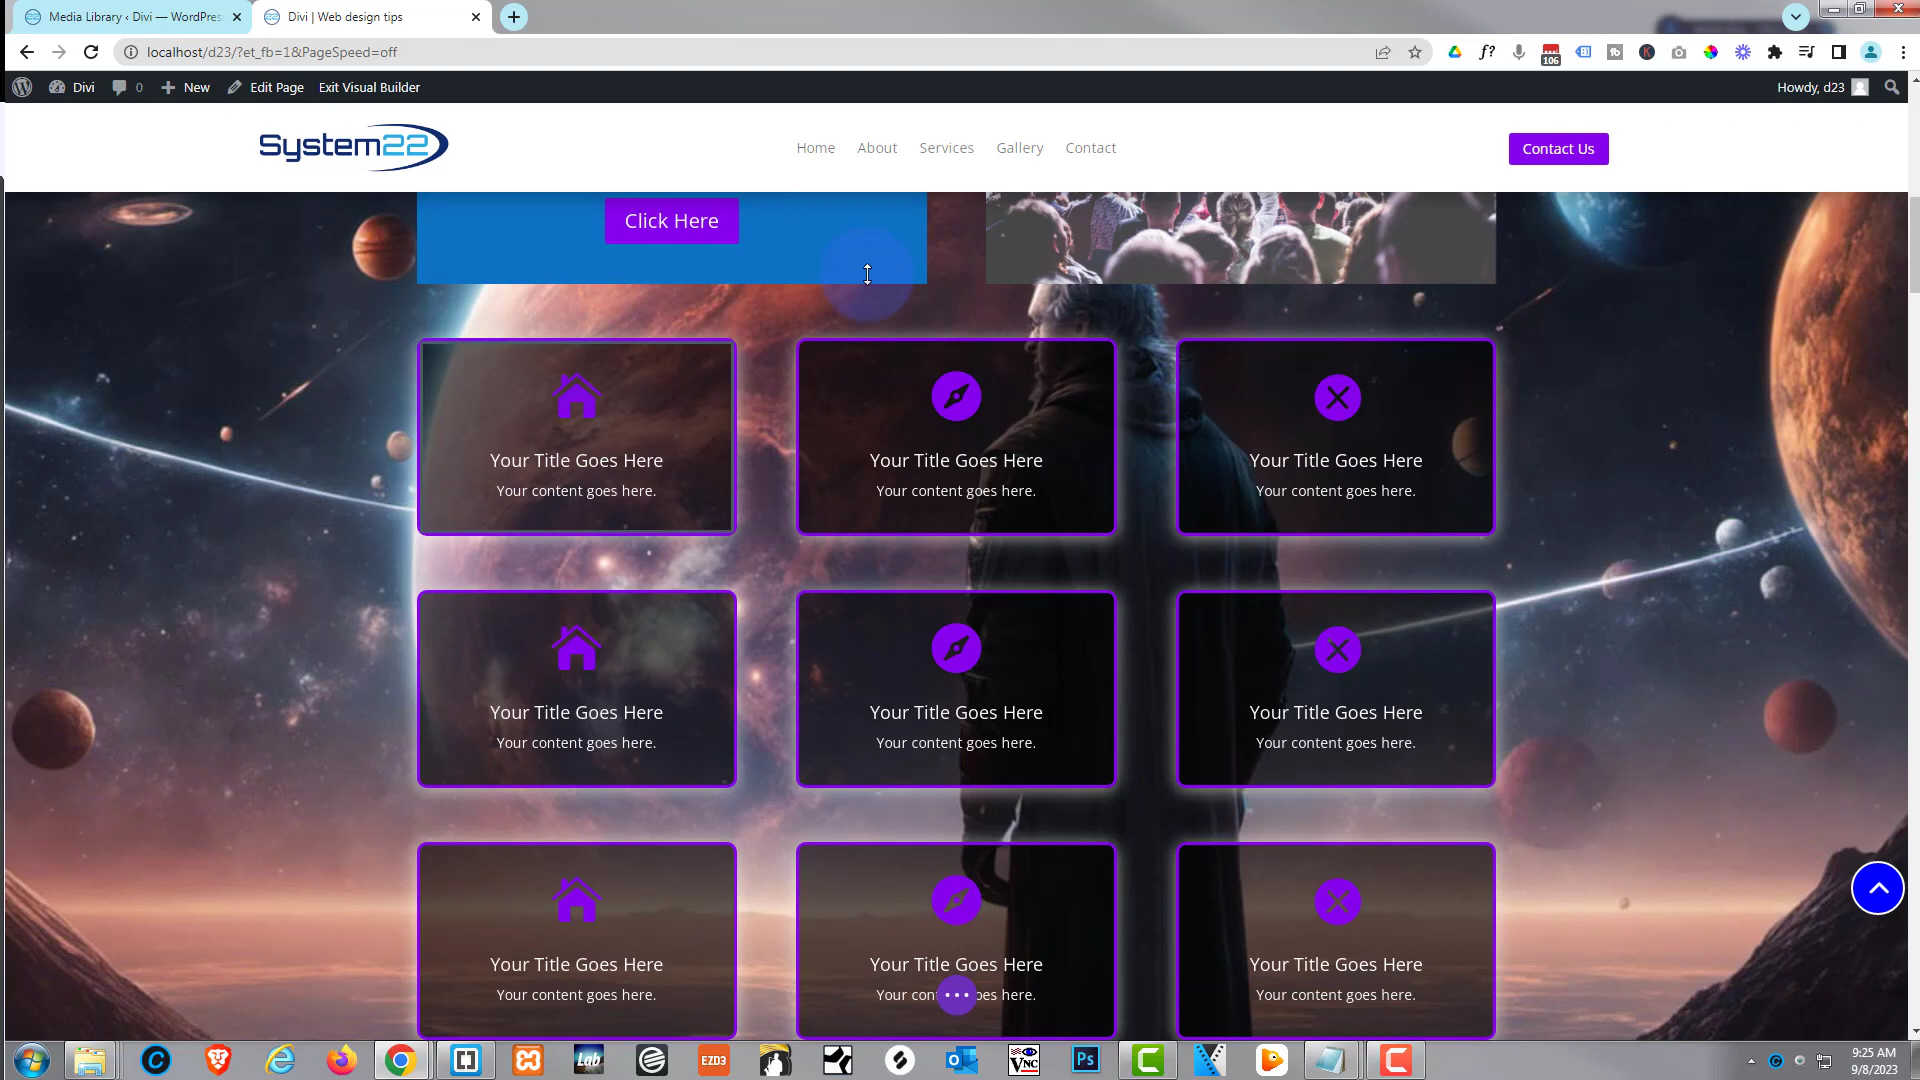 Media Library ‹ Divi — WordPres
Divi | Web design tips
localhost/d23/?et_fb=1&PageSpeed=off
f?
106
fb
K
Divi
0
New
Edit Page
Exit Visual Builder
Howdy, d23
System22
Home
About
Services
Gallery
Contact
Contact Us
Click Here
Your Title Goes Here
Your content goes here.
Your Title Goes Here
Your content goes here.
Your Title Goes Here
Your content goes here.
Your Title Goes Here
Your content goes here.
Your Title Goes Here
Your content goes here.
Your Title Goes Here
Your content goes here.
Your Title Goes Here
Your content goes here.
Your Title Goes Here
Your con oes here.
Your Title Goes Here
Your content goes here.
Lab
EZD3
VNC
Ps
9:25 AM
9/8/2023